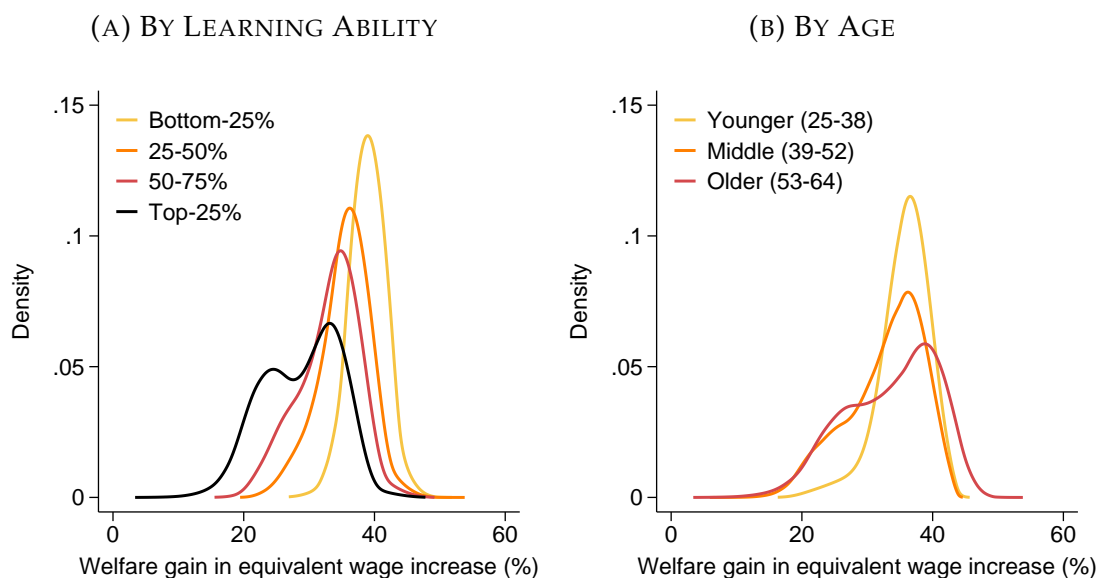 (A) BY LEARNING ABILITY
.15
.1
.05
0
Density
Bottom-25%
25-50%
50-75%
Top-25%
0 20 40 60
Welfare gain in equivalent wage increase (%)
(B) BY AGE
.15
.1
.05
0
Density
Younger (25-38)
Middle (39-52)
Older (53-64)
0 20 40 60
Welfare gain in equivalent wage increase (%)